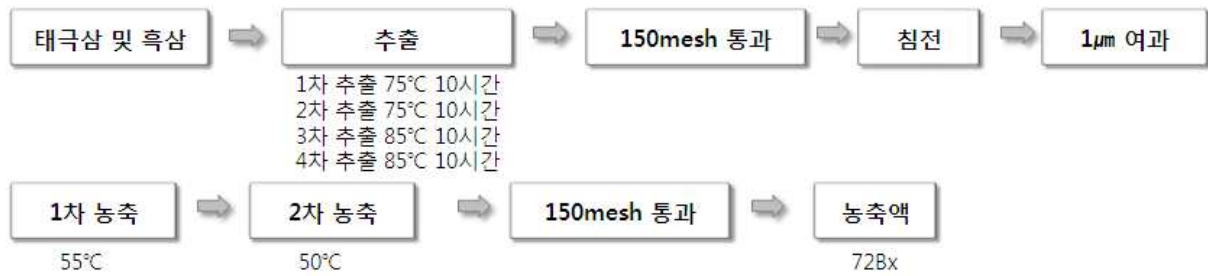 태극삼 및 흑삼
추출
150mesh 통과
침전
1㎛ 여과
1차 추출 75℃ 10시간
2차 추출 75℃ 10시간
3차 추출 85℃ 10시간
4차 추출 85℃ 10시간
1차 농축
2차 농축
150mesh 통과
농축액
55℃
50℃
72Bx